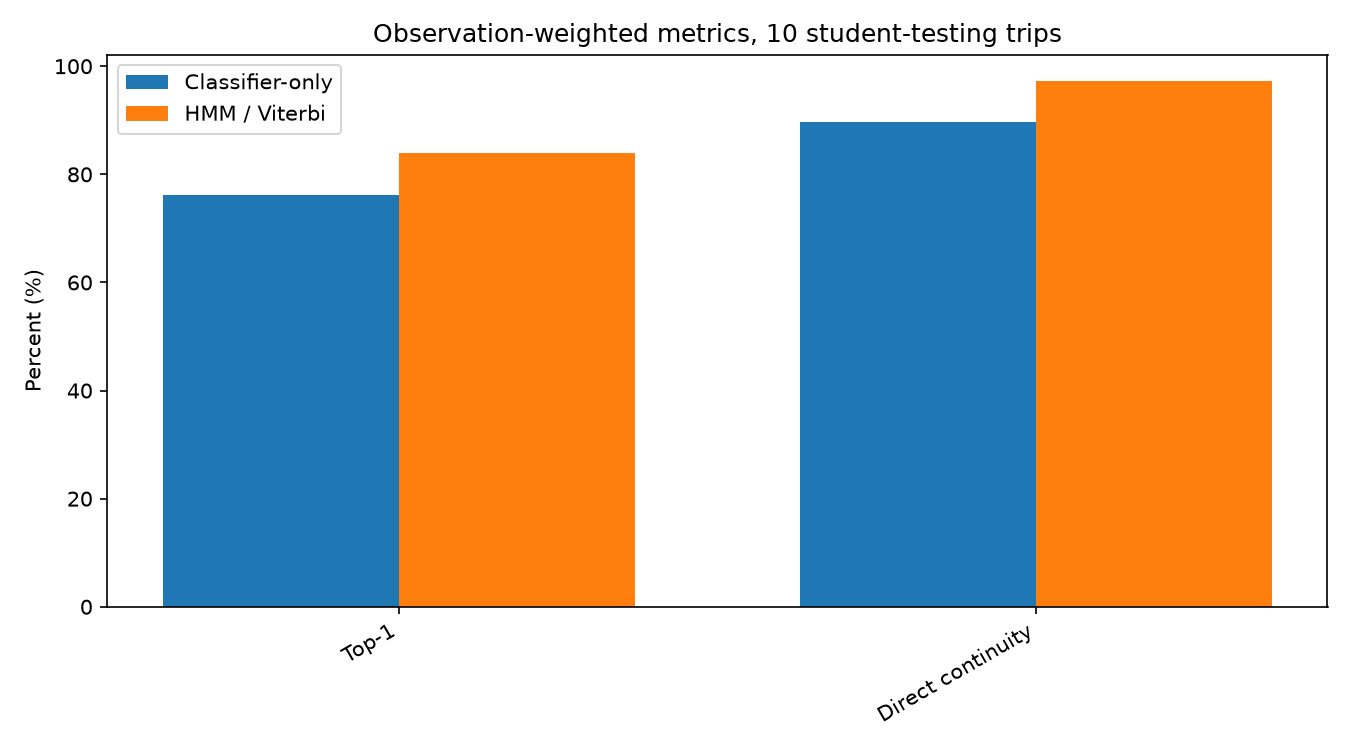 Observation-weighted metrics, 10 student-testing trips
Classifier-only
HMM / Viterbi
Percent (%)
100
80
60
40
20
0
Top-1
Direct continuity